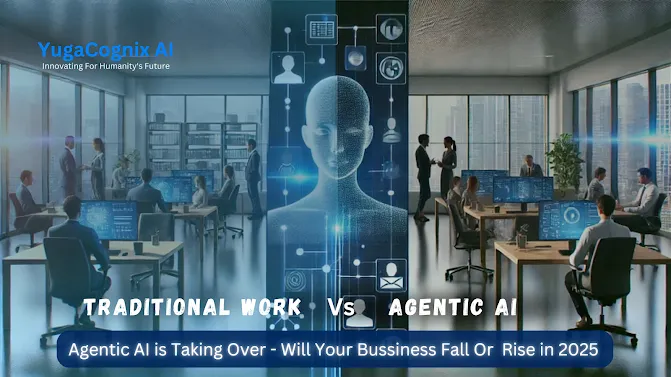 YugaCognix AI
Innovating For Humanity's Future
TRADITIONAL WORK Vs AGENTIC AI
Agentic AI is Taking Over - Will Your Bussiness Fall Or Rise in 2025